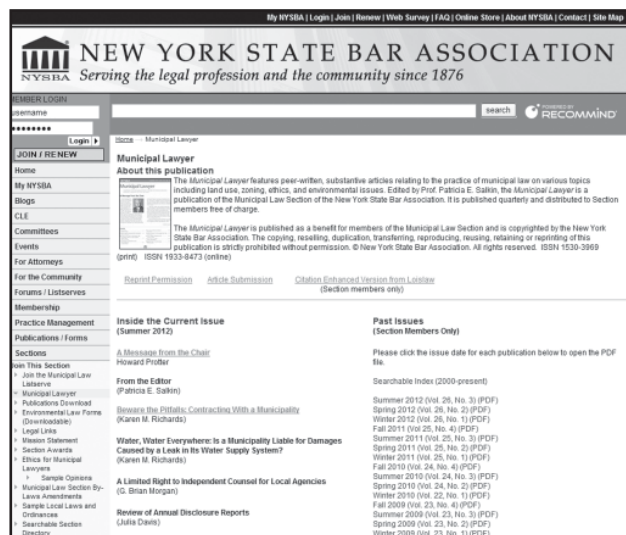 My NYSBA | Login | Join | Renew | Web Survey | FAQ | Online Store | About NYSBA | Contact | Site Map
NYSBA
NEW YORK STATE BAR ASSOCIATION
Serving the legal profession and the community since 1876
MEMBER LOGIN
username
Login
JOIN / RENEW
Home
My NYSBA
Blogs
CLE
Committees
Events
For Attorneys
For the Community
Forums / Listserves
Membership
Practice Management
Publications / Forms
Sections
Join This Section
Join the Municipal Law
Listserve
Municipal Lawyer
Publications Download
Environmental Law Forms
(Downloadable)
Legal Links
Mission Statement
Section Awards
Ethics for Municipal
Lawyers
Sample Opinions
Municipal Law Section By-
Laws Amendments
Sample Local Laws and
Ordinances
Searchable Section
Directory
search
POWERED BY
RECOMMIND
Home → Municipal Lawyer
Municipal Lawyer
About this publication
The Municipal Lawyer features peer-written, substantive articles relating to the practice of municipal law on various topics
including land use, zoning, ethics, and environmental issues. Edited by Prof. Patricia E. Salkin, the Municipal Lawyer is a
publication of the Municipal Law Section of the New York State Bar Association. It is published quarterly and distributed to Section
members free of charge.
The Municipal Lawyer is published as a benefit for members of the Municipal Law Section and is copyrighted by the New York
State Bar Association. The copying, reselling, duplication, transferring, reproducing, reusing, retaining or reprinting of this
publication is strictly prohibited without permission. © New York State Bar Association. All rights reserved. ISSN 1530-3969
(print) ISSN 1933-8473 (online)
Reprint Permission Article Submission Citation Enhanced Version from Loislaw
(Section members only)
Inside the Current Issue
(Summer 2012)
A Message from the Chair
Howard Protter
From the Editor
(Patricia E. Salkin)
Beware the Pitfalls: Contracting With a Municipality
(Karen M. Richards)
Water, Water Everywhere: Is a Municipality Liable for Damages
Caused by a Leak in Its Water Supply System?
(Karen M. Richards)
A Limited Right to Independent Counsel for Local Agencies
(G. Brian Morgan)
Review of Annual Disclosure Reports
(Julia Davis)
Past Issues
(Section Members Only)
Please click the issue date for each publication below to open the PDF
file.
Searchable Index (2000-present)
Summer 2012 (Vol. 26, No. 3) (PDF)
Spring 2012 (Vol. 26, No. 2) (PDF)
Winter 2012 (Vol. 26, No. 1) (PDF)
Fall 2011 (Vol 25, No. 4) (PDF)
Summer 2011 (Vol. 25, No. 3) (PDF)
Spring 2011 (Vol. 25, No. 2) (PDF)
Winter 2011 (Vol. 25, No. 1) (PDF)
Fall 2010 (Vol. 24, No. 4) (PDF)
Summer 2010 (Vol. 24, No. 3) (PDF)
Spring 2010 (Vol. 24, No. 2) (PDF)
Winter 2010 (Vol. 22, No. 1) (PDF)
Fall 2009 (Vol. 23, No. 4) (PDF)
Summer 2009 (Vol. 23, No. 3) (PDF)
Spring 2009 (Vol. 23, No. 2) (PDF)
Winter 2009 (Vol. 23, No. 1) (PDF)